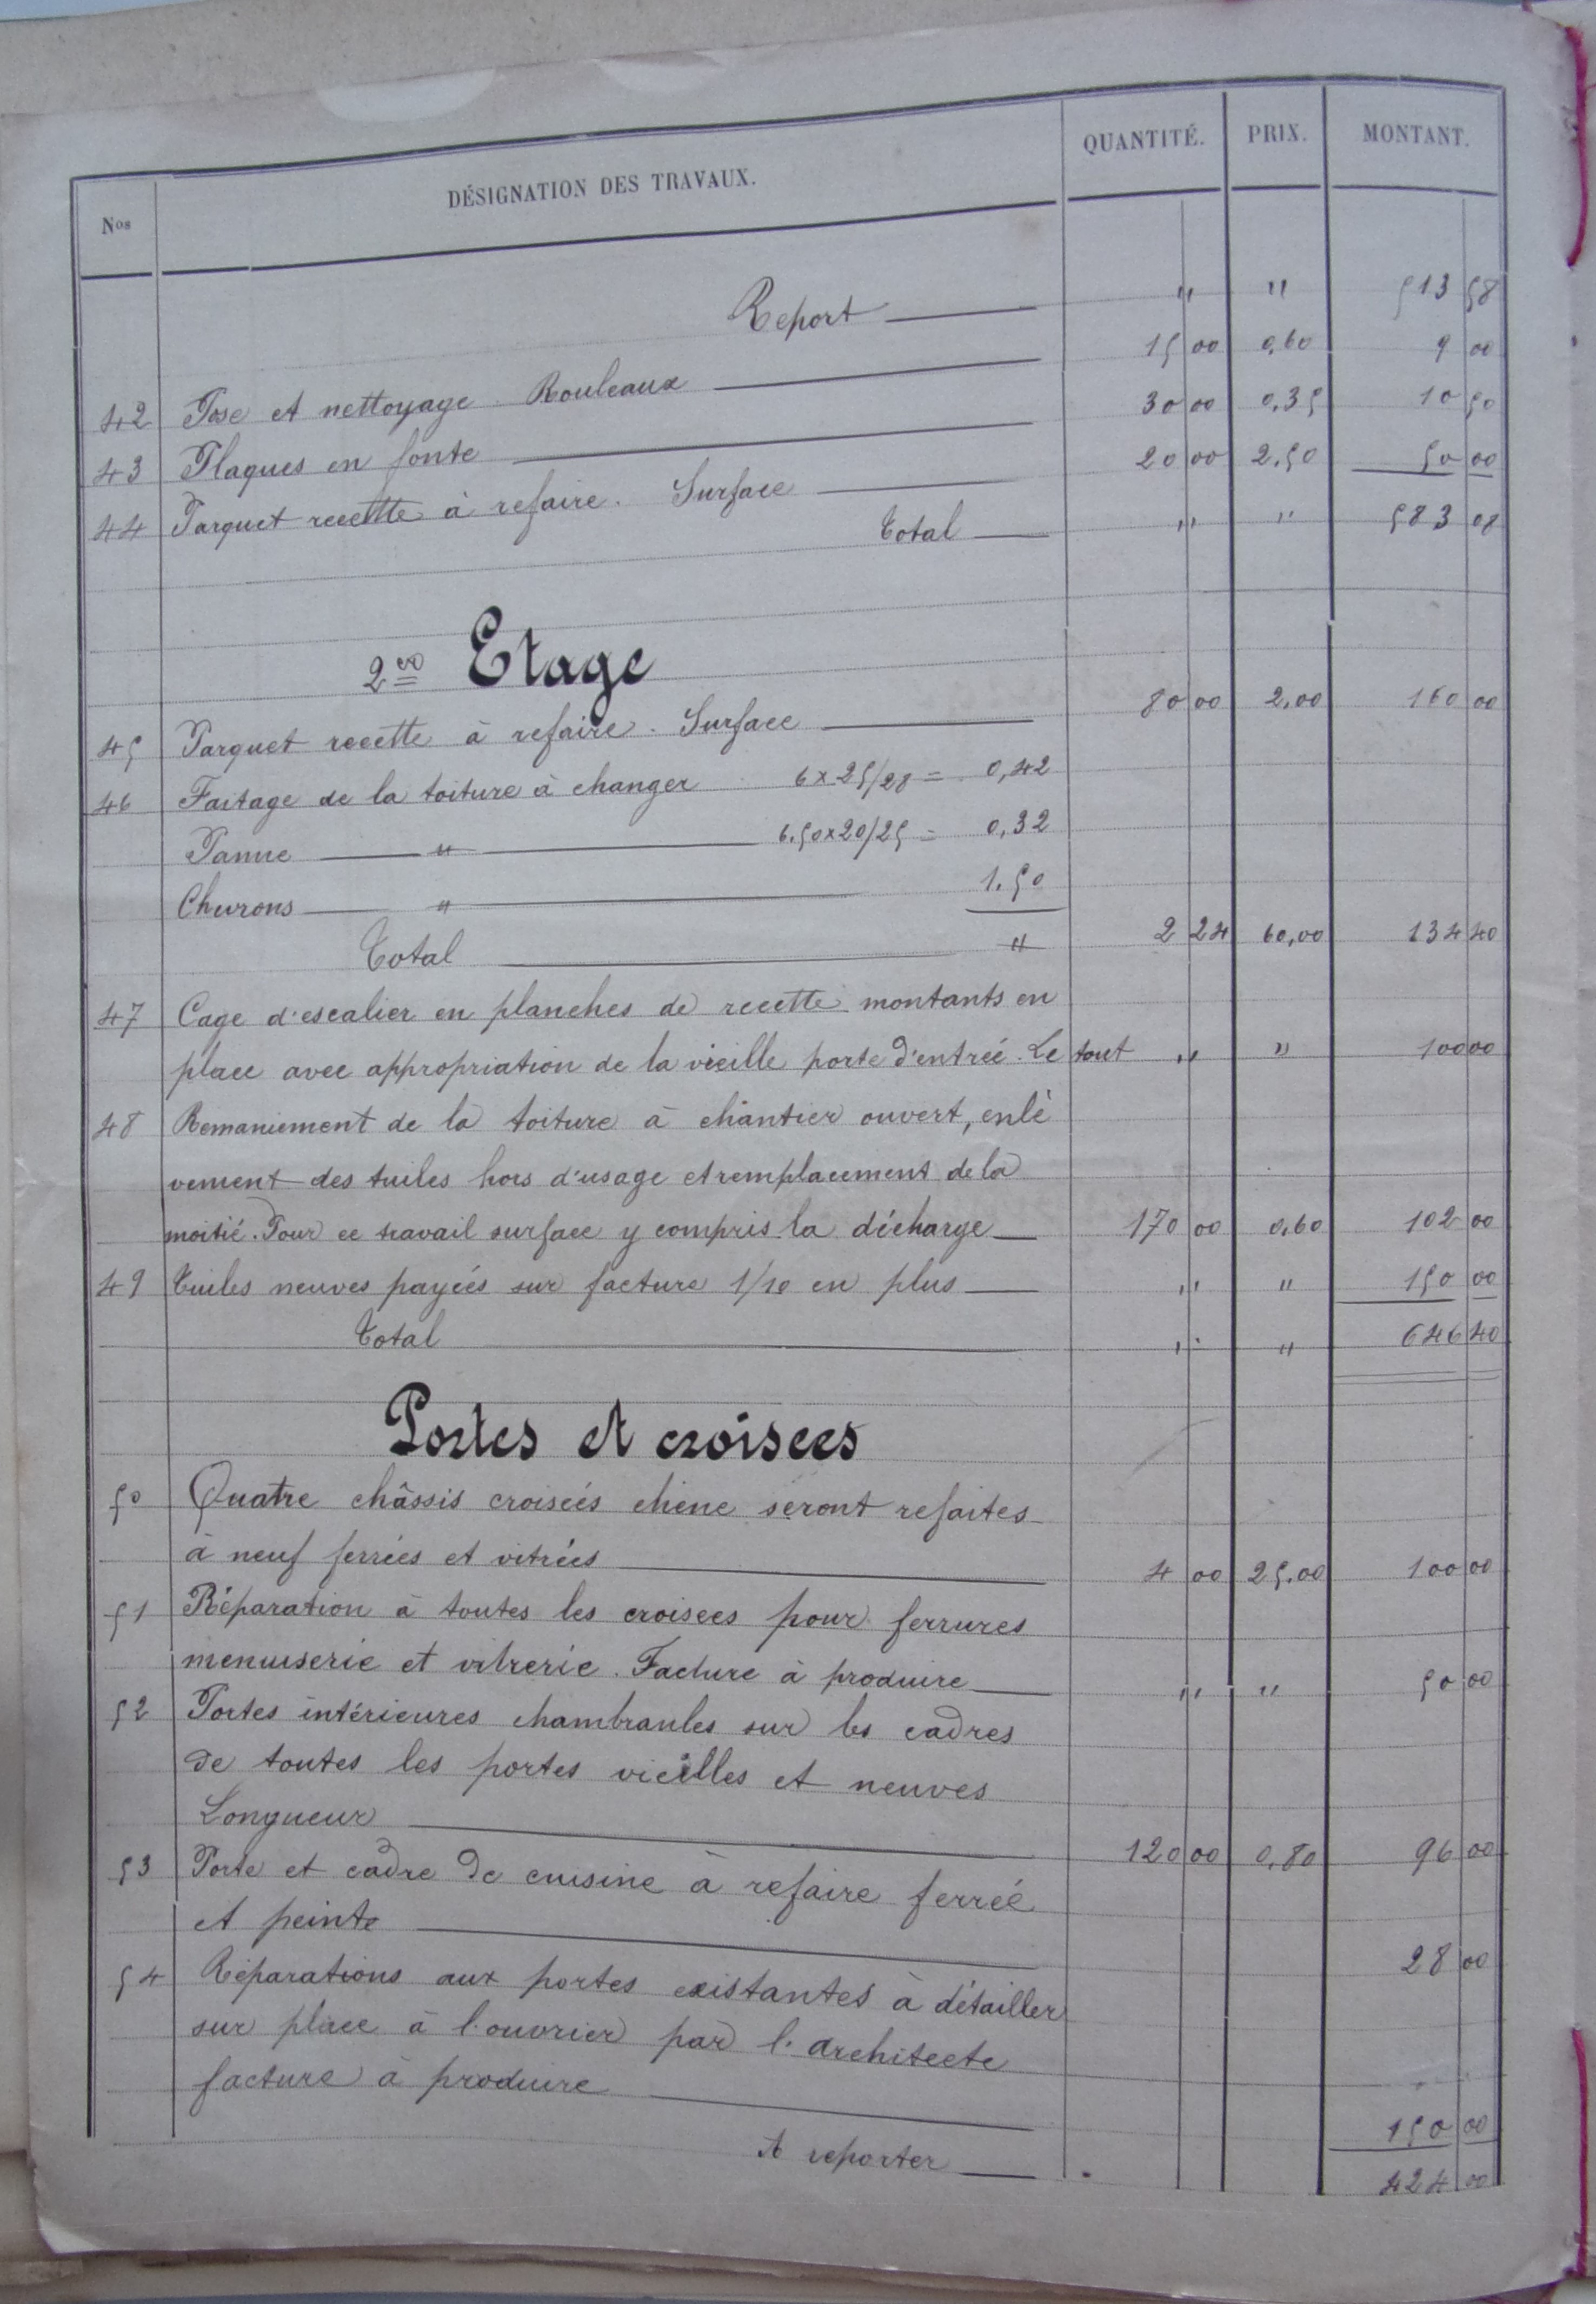 Nos DÉSIGNATION DES TRAVAUX. QUANTITÉ. PRIX. MONTANT.
Report " " 513 58
42 Pose et nettoyage. Rouleaux 15 00 0,60 9 00
43 Plaques en fonte 30 00 0,35 10 50
44 Parquet recette à refaire. Surface 20 00 2,50 50 00
Total " " 583 08
2eo Etage
45 Parquet recette à refaire. Surface 80 00 2,00 160 00
46 Faitage de la toiture à changer 6x25/28 = 0,42
Panne " 6.50x20/25 = 0,32
Chevrons " 1.50
Total " 2 24 60,00 134 40
47 Cage d'escalier en planches de recette montants en
place avec appropriation de la vieille porte d'entrée. Le tout " " 100 00
48 Remaniement de la toiture à chantier ouvert, enlè
vement des tuiles hors d'usage et remplacement de la
moitié. Pour ce travail surface y compris la décharge 170 00 0,60 102 00
49 Tuiles neuves payées sur facture 1/10 en plus " " 150 00
Total " " 646 40
Portes et croisees
50 Quatre châssis croisées chêne seront refaites
à neuf ferrées et vitrées 4 00 25.00 100 00
51 Réparation à toutes les croisees pour ferrures
menuiserie et vitrerie. Facture à produire " " 50 00
52 Portes intérieures chambranles sur les cadres
de toutes les portes vieilles et neuves
Longueur 120 00 0,80 96 00
53 Porte et cadre de cuisine à refaire ferrée
et peinte 28 00
54 Réparations aux portes existantes à détailler
sur place à l'ouvrier par l'architecte
facture à produire 150 00
A reporter 424 00